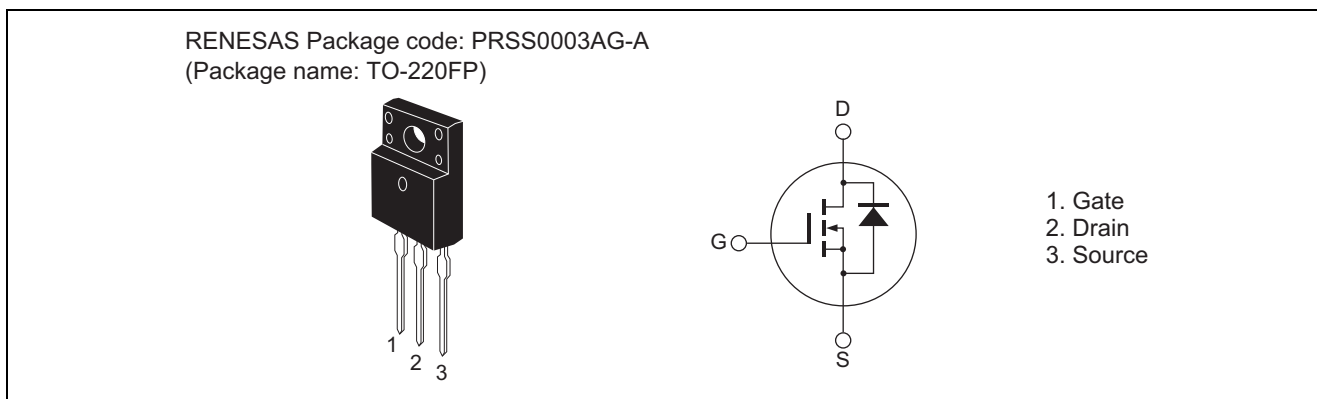 RENESAS Package code: PRSS0003AG-A
(Package name: TO-220FP)
1
2
3
D
G
S
1. Gate
2. Drain
3. Source